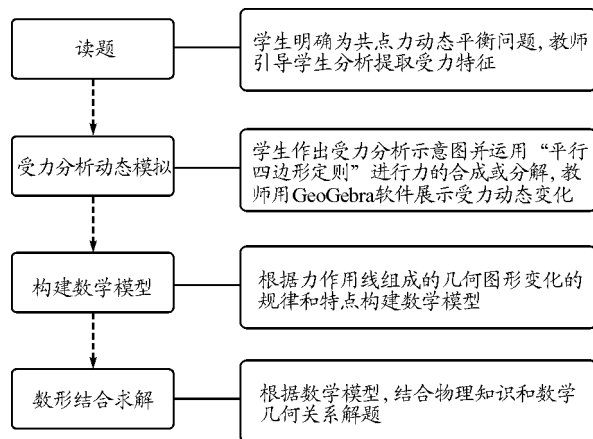 读题
学生明确为共点力动态平衡问题,教师
引导学生分析提取受力特征
受力分析动态模拟
学生作出受力分析示意图并运用“平行
四边形定则”进行力的合成或分解,教
师用GeoGebra软件展示受力动态变化
构建数学模型
根据力作用线组成的几何图形变化的
规律和特点构建数学模型
数形结合求解
根据数学模型,结合物理知识和数学
几何关系解题